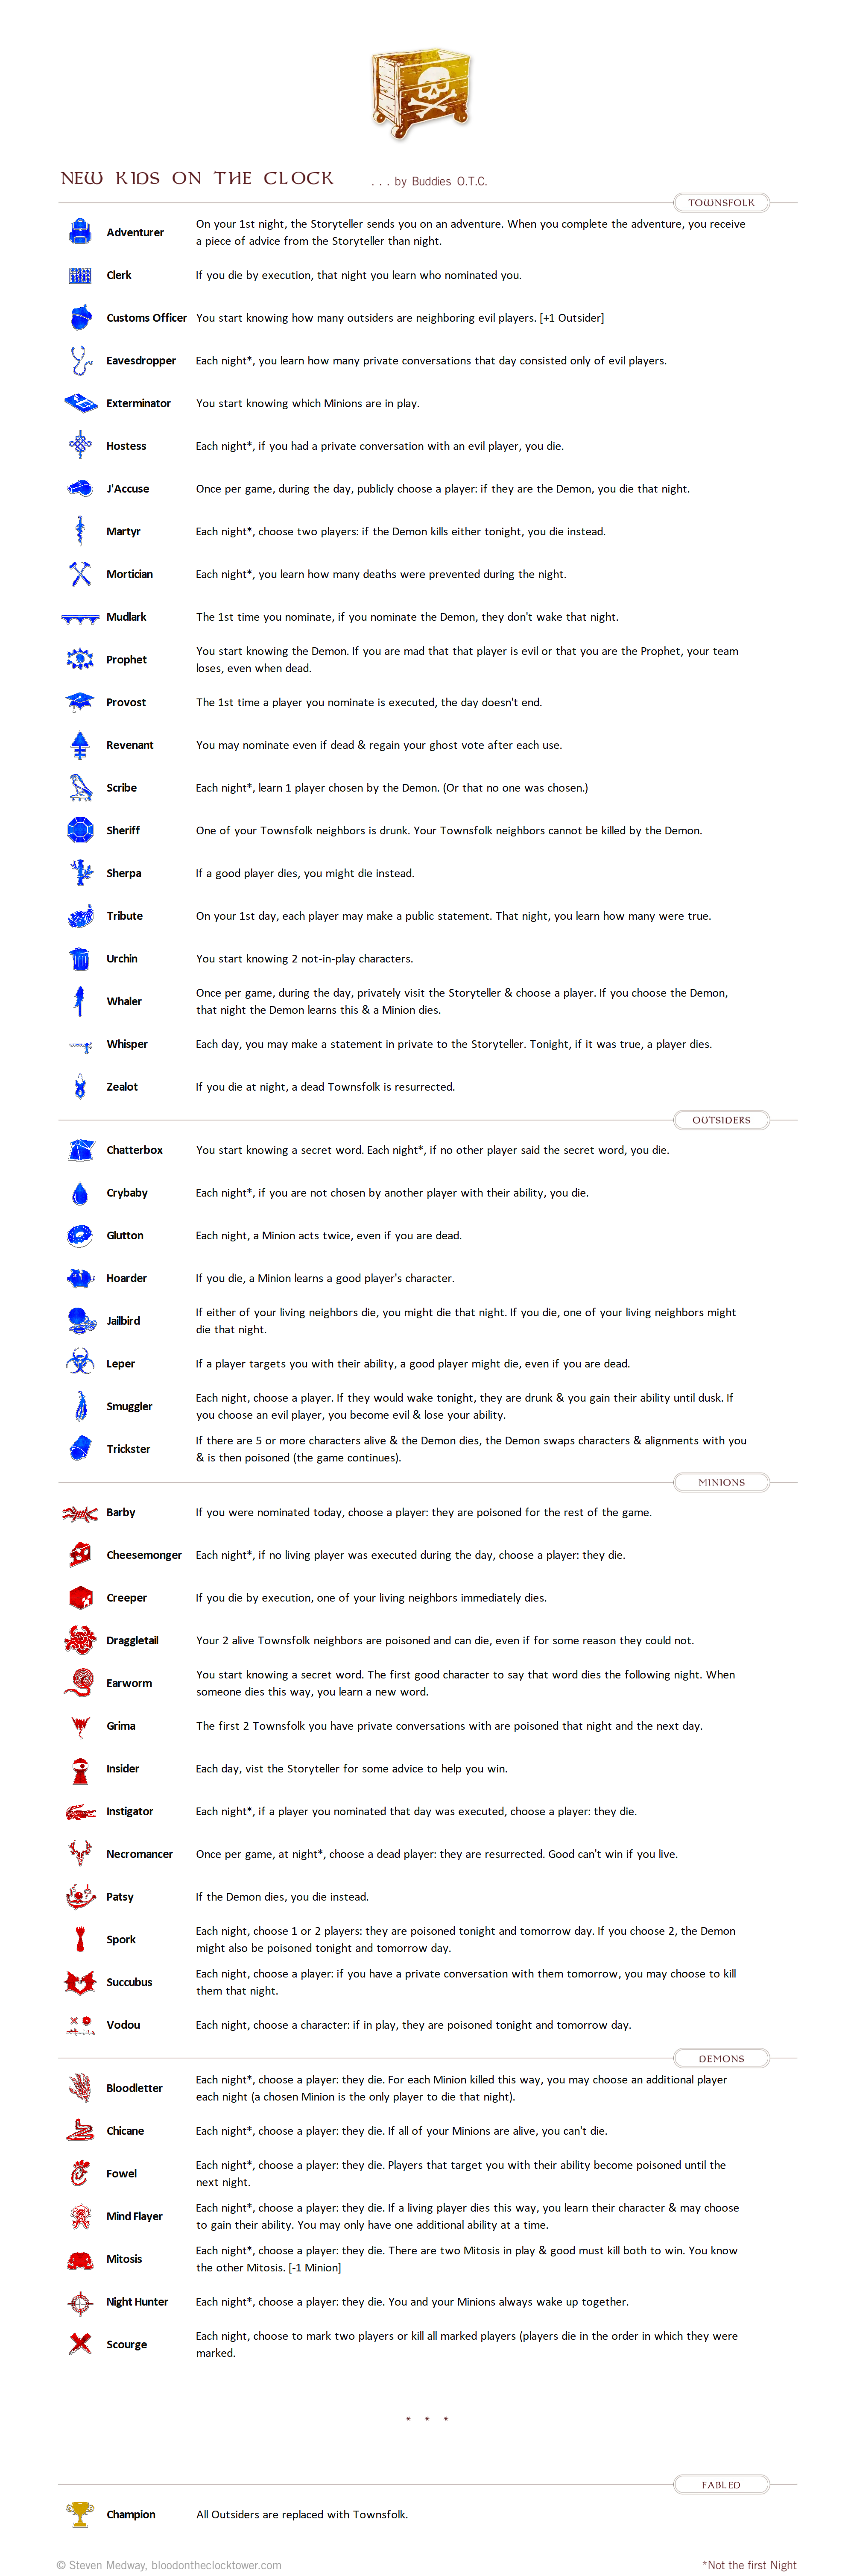 NEW KIDS ON THE CLOCK
. . . by Buddies O.T.C.
TOWNSFOLK
Adventurer
On your 1st night, the Storyteller sends you on an adventure. When you complete the adventure, you receive
a piece of advice from the Storyteller than night.
Clerk
If you die by execution, that night you learn who nominated you.
Customs Officer
You start knowing how many outsiders are neighboring evil players. [+1 Outsider]
Eavesdropper
Each night*, you learn how many private conversations that day consisted only of evil players.
Exterminator
You start knowing which Minions are in play.
Hostess
Each night*, if you had a private conversation with an evil player, you die.
J'Accuse
Once per game, during the day, publicly choose a player: if they are the Demon, you die that night.
Martyr
Each night*, choose two players: if the Demon kills either tonight, you die instead.
Mortician
Each night*, you learn how many deaths were prevented during the night.
Mudlark
The 1st time you nominate, if you nominate the Demon, they don't wake that night.
Prophet
You start knowing the Demon. If you are mad that that player is evil or that you are the Prophet, your team
loses, even when dead.
Provost
The 1st time a player you nominate is executed, the day doesn't end.
Revenant
You may nominate even if dead & regain your ghost vote after each use.
Scribe
Each night*, learn 1 player chosen by the Demon. (Or that no one was chosen.)
Sheriff
One of your Townsfolk neighbors is drunk. Your Townsfolk neighbors cannot be killed by the Demon.
Sherpa
If a good player dies, you might die instead.
Tribute
On your 1st day, each player may make a public statement. That night, you learn how many were true.
Urchin
You start knowing 2 not-in-play characters.
Whaler
Once per game, during the day, privately visit the Storyteller & choose a player. If you choose the Demon,
that night the Demon learns this & a Minion dies.
Whisper
Each day, you may make a statement in private to the Storyteller. Tonight, if it was true, a player dies.
Zealot
If you die at night, a dead Townsfolk is resurrected.
OUTSIDERS
Chatterbox
You start knowing a secret word. Each night*, if no other player said the secret word, you die.
Crybaby
Each night*, if you are not chosen by another player with their ability, you die.
Glutton
Each night, a Minion acts twice, even if you are dead.
Hoarder
If you die, a Minion learns a good player's character.
Jailbird
If either of your living neighbors die, you might die that night. If you die, one of your living neighbors might
die that night.
Leper
If a player targets you with their ability, a good player might die, even if you are dead.
Smuggler
Each night, choose a player. If they would wake tonight, they are drunk & you gain their ability until dusk. If
you choose an evil player, you become evil & lose your ability.
Trickster
If there are 5 or more characters alive & the Demon dies, the Demon swaps characters & alignments with you
& is then poisoned (the game continues).
MINIONS
Barby
If you were nominated today, choose a player: they are poisoned for the rest of the game.
Cheesemonger
Each night*, if no living player was executed during the day, choose a player: they die.
Creeper
If you die by execution, one of your living neighbors immediately dies.
Draggletail
Your 2 alive Townsfolk neighbors are poisoned and can die, even if for some reason they could not.
Earworm
You start knowing a secret word. The first good character to say that word dies the following night. When
someone dies this way, you learn a new word.
Grima
The first 2 Townsfolk you have private conversations with are poisoned that night and the next day.
Insider
Each day, vist the Storyteller for some advice to help you win.
Instigator
Each night*, if a player you nominated that day was executed, choose a player: they die.
Necromancer
Once per game, at night*, choose a dead player: they are resurrected. Good can't win if you live.
Patsy
If the Demon dies, you die instead.
Spork
Each night, choose 1 or 2 players: they are poisoned tonight and tomorrow day. If you choose 2, the Demon
might also be poisoned tonight and tomorrow day.
Succubus
Each night, choose a player: if you have a private conversation with them tomorrow, you may choose to kill
them that night.
Vodou
Each night, choose a character: if in play, they are poisoned tonight and tomorrow day.
DEMONS
Bloodletter
Each night*, choose a player: they die. For each Minion killed this way, you may choose an additional player
each night (a chosen Minion is the only player to die that night).
Chicane
Each night*, choose a player: they die. If all of your Minions are alive, you can't die.
Fowel
Each night*, choose a player: they die. Players that target you with their ability become poisoned until the
next night.
Mind Flayer
Each night*, choose a player: they die. If a living player dies this way, you learn their character & may choose
to gain their ability. You may only have one additional ability at a time.
Mitosis
Each night*, choose a player: they die. There are two Mitosis in play & good must kill both to win. You know
the other Mitosis. [-1 Minion]
Night Hunter
Each night*, choose a player: they die. You and your Minions always wake up together.
Scourge
Each night, choose to mark two players or kill all marked players (players die in the order in which they were
marked.
* * *
FABLED
Champion
All Outsiders are replaced with Townsfolk.
© Steven Medway, bloodontheclocktower.com
*Not the first Night